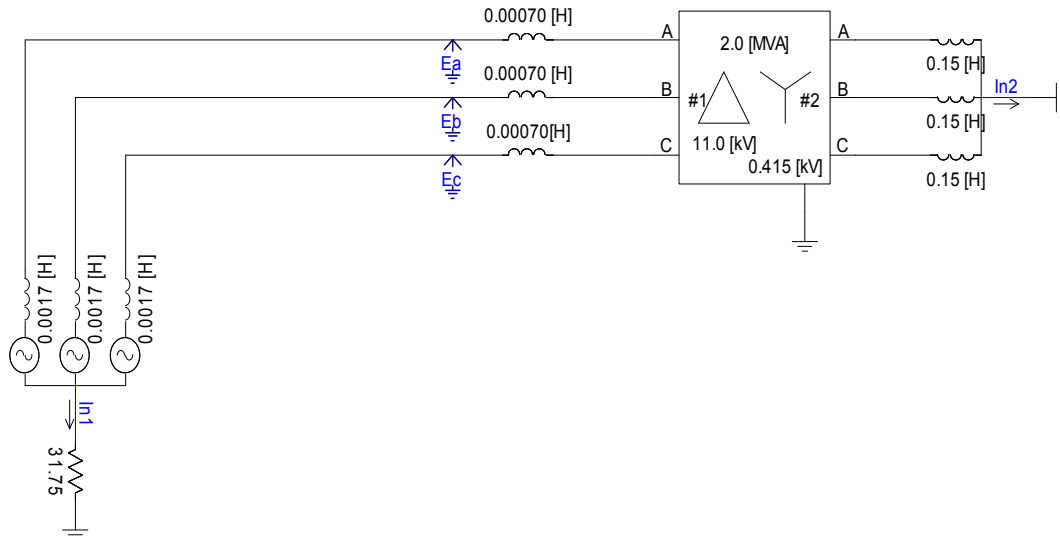 0.00070 [H]
A
2.0 [MVA]
A
Ea
0.15 [H]
0.00070 [H]
B
#1
#2
B
In2
Eb
0.15 [H]
0.00070[H]
11.0 [kV]
C
C
0.415 [kV]
Ec
0.15 [H]
0.0017 [H]
0.0017 [H]
0.0017 [H]
In1
31.75